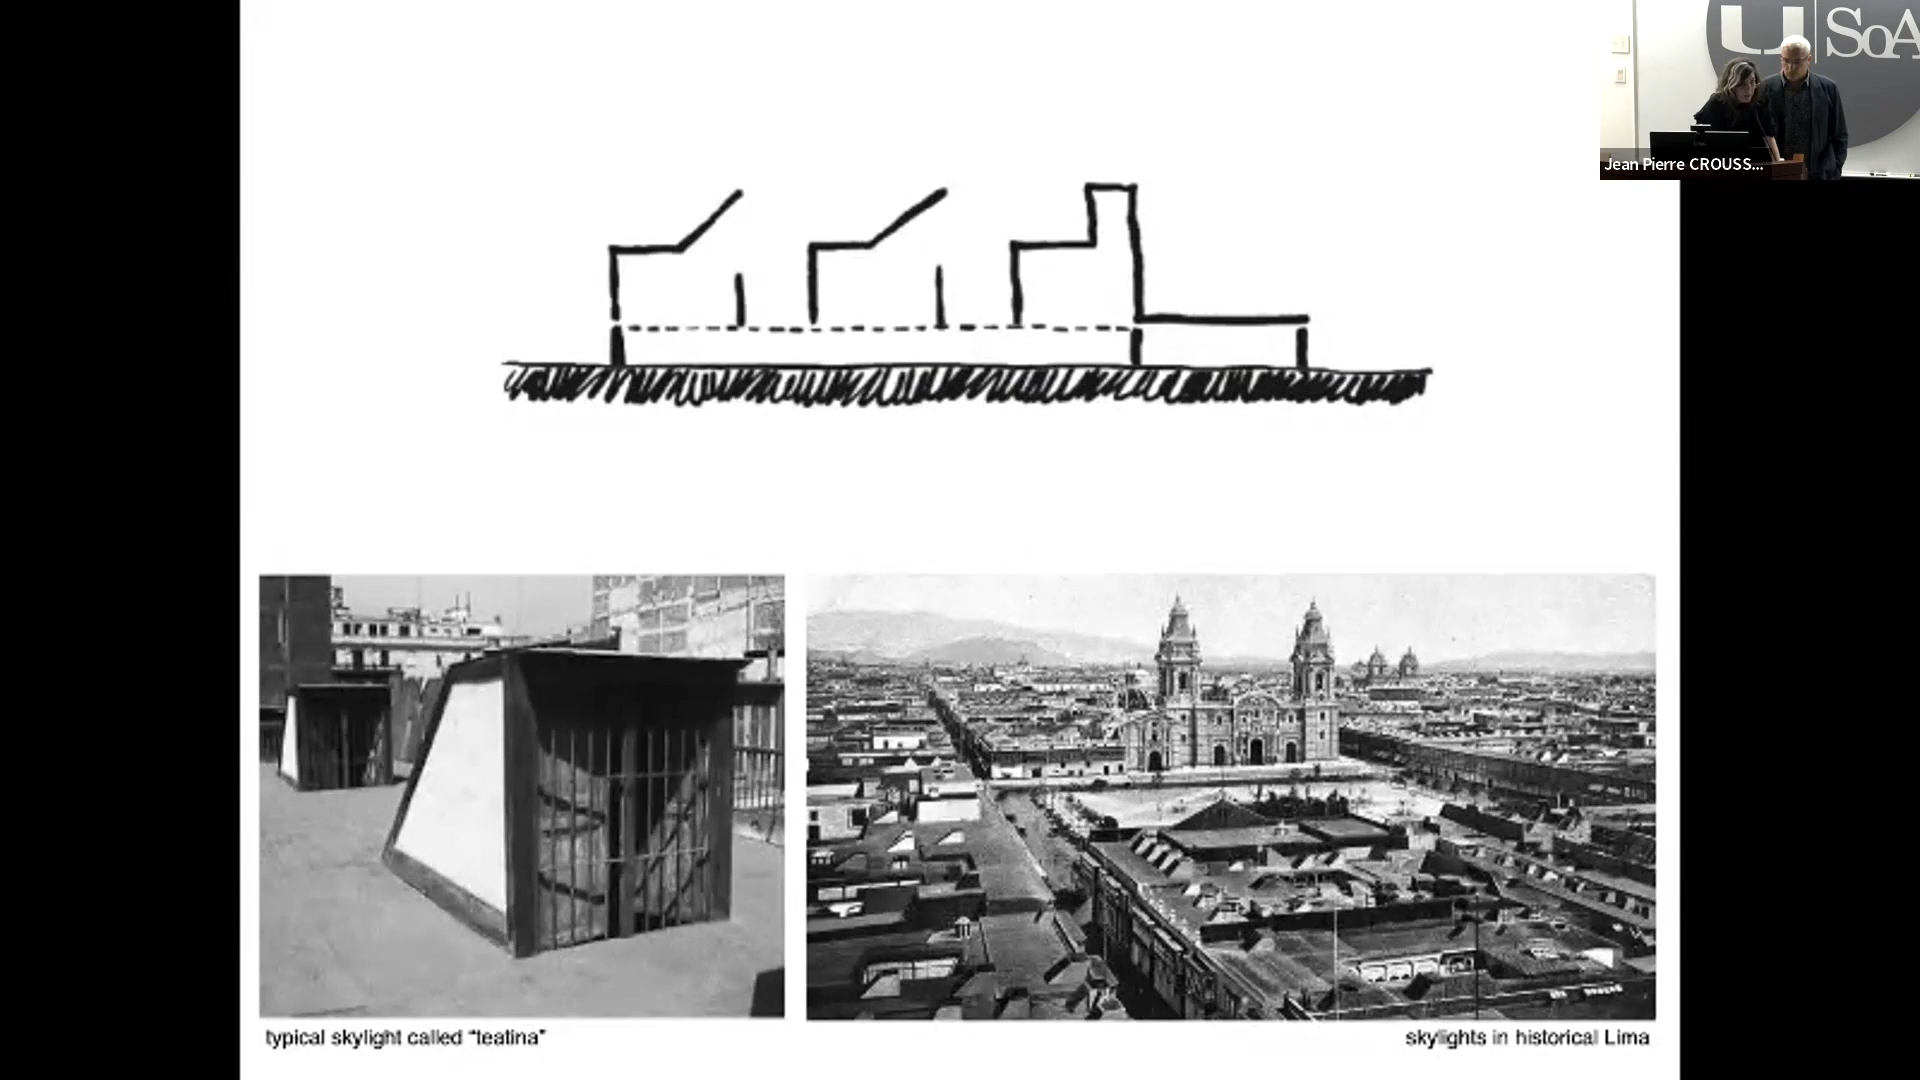 U SoA
Jean Pierre CROUSS...
typical skylight called "teatina"
skylights in historical Lima